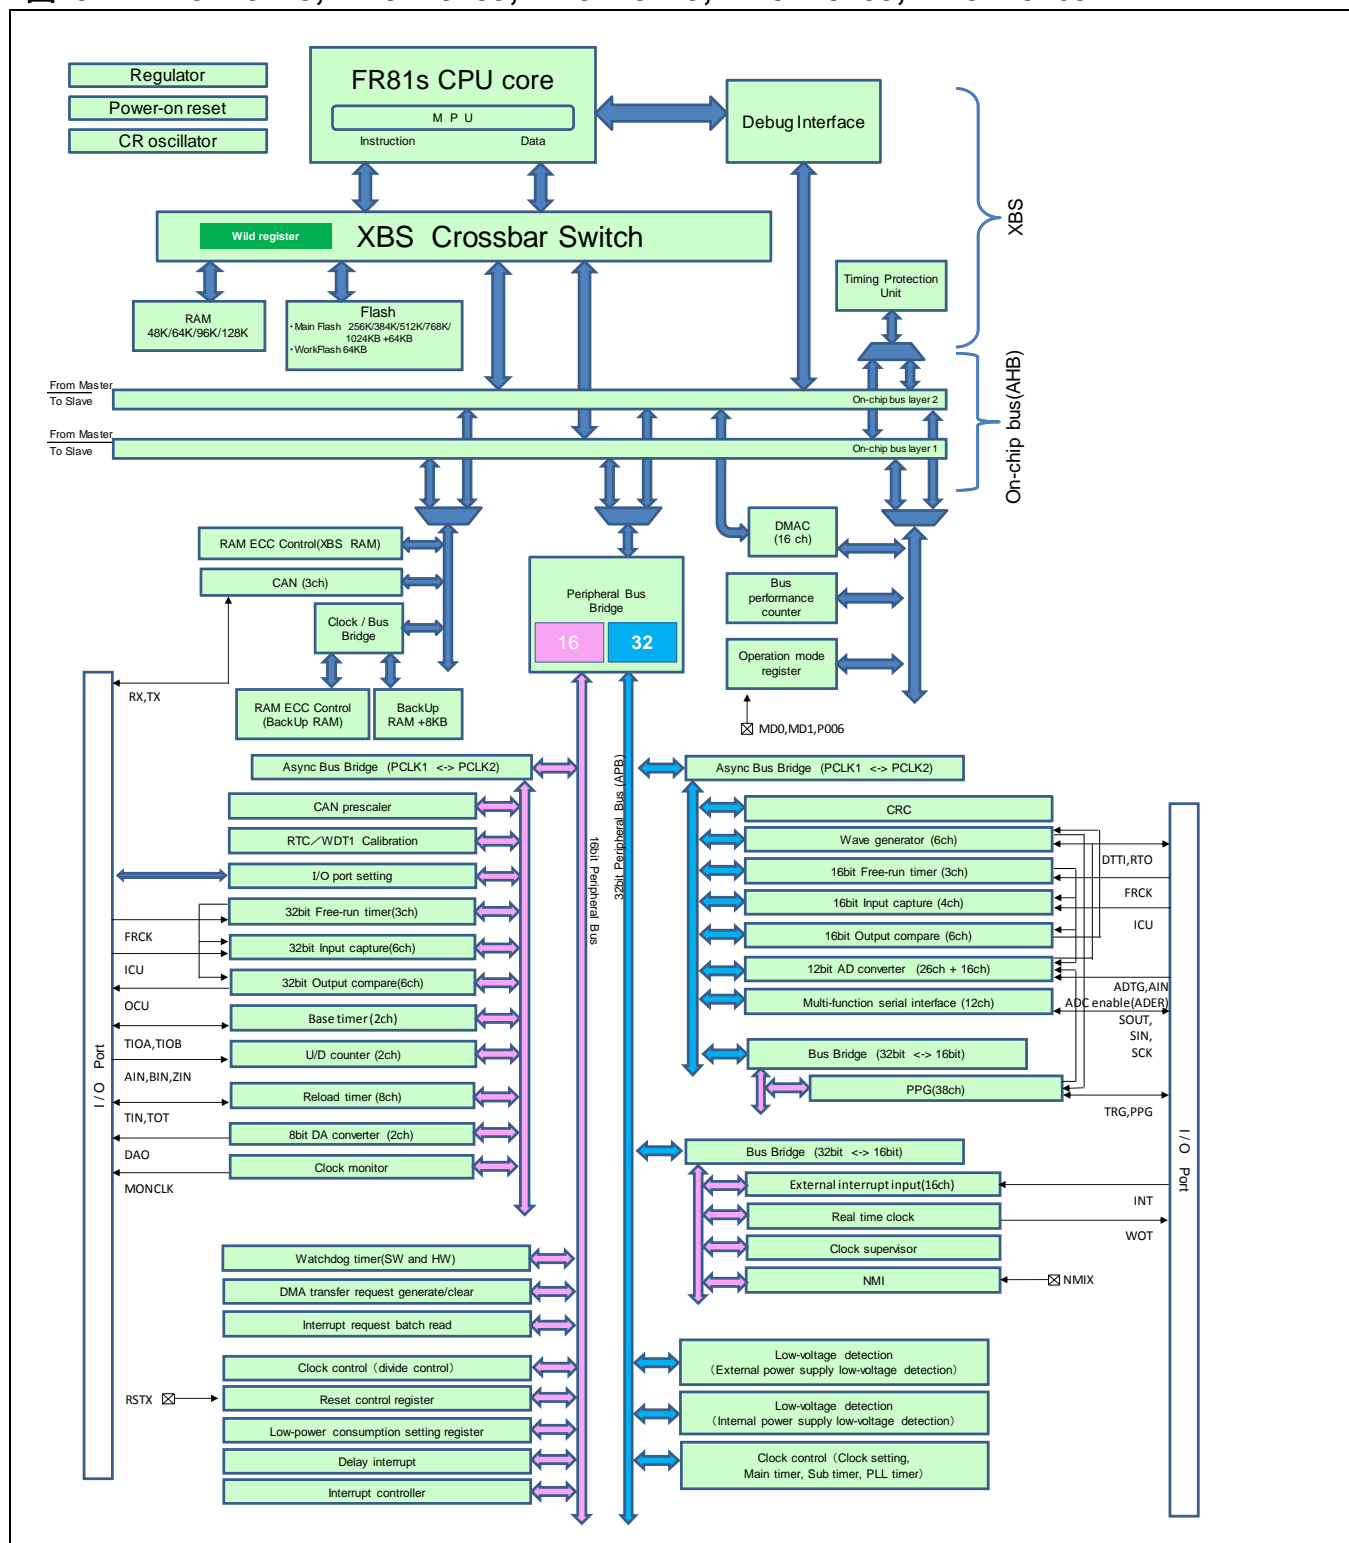 Regulator
Power-on reset
CR oscillator
FR81s CPU core
M P U
Instruction
Data
Debug Interface
XBS
Wild register
XBS Crossbar Switch
Timing Protection
Unit
RAM
48K/64K/96K/128K
Flash
・Main Flash 256K/384K/512K/768K/
1024KB +64KB
・WorkFlash 64KB
On-chip bus(AHB)
From Master
To Slave
On-chip bus layer 2
From Master
To Slave
On-chip bus layer 1
RAM ECC Control(XBS RAM)
CAN (3ch)
Clock / Bus
Bridge
RAM ECC Control
(BackUp RAM)
BackUp
RAM +8KB
Peripheral Bus
Bridge
16
32
DMAC
(16 ch)
Bus
performance
counter
Operation mode
register
MD0,MD1,P006
RX,TX
I / O Port
16bit Peripheral Bus
32bit Peripheral Bus (APB)
Async Bus Bridge (PCLK1 <-> PCLK2)
CAN prescaler
RTC／WDT1 Calibration
I/O port setting
32bit Free-run timer(3ch)
FRCK
32bit Input capture(6ch)
ICU
32bit Output compare(6ch)
OCU
Base timer (2ch)
TIOA,TIOB
U/D counter (2ch)
AIN,BIN,ZIN
Reload timer (8ch)
TIN,TOT
8bit DA converter (2ch)
DAO
Clock monitor
MONCLK
Watchdog timer(SW and HW)
DMA transfer request generate/clear
Interrupt request batch read
Clock control（divide control）
RSTX
Reset control register
Low-power consumption setting register
Delay interrupt
Interrupt controller
Async Bus Bridge (PCLK1 <-> PCLK2)
CRC
Wave generator (6ch)
DTTI,RTO
16bit Free-run timer (3ch)
FRCK
16bit Input capture (4ch)
ICU
16bit Output compare (6ch)
12bit AD converter (26ch + 16ch)
ADTG,AIN
ADC enable(ADER)
Multi-function serial interface (12ch)
SOUT,
SIN,
SCK
Bus Bridge (32bit <-> 16bit)
PPG(38ch)
TRG,PPG
I / O Port
Bus Bridge (32bit <-> 16bit)
External interrupt input(16ch)
INT
Real time clock
WOT
Clock supervisor
NMI
NMIX
Low-voltage detection
（External power supply low-voltage detection）
Low-voltage detection
（Internal power supply low-voltage detection）
Clock control（Clock setting,
Main timer, Sub timer, PLL timer）